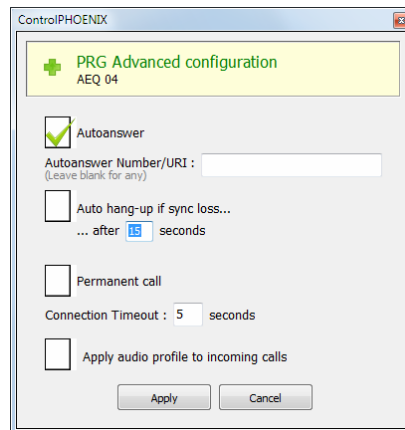 ControlPHOENIX
PRG Advanced configuration
AEQ 04
Autoanswer
Autoanswer Number/URI :
(Leave blank for any)
Auto hang-up if sync loss...
... after 15 seconds
Permanent call
Connection Timeout : 5 seconds
Apply audio profile to incoming calls
Apply Cancel